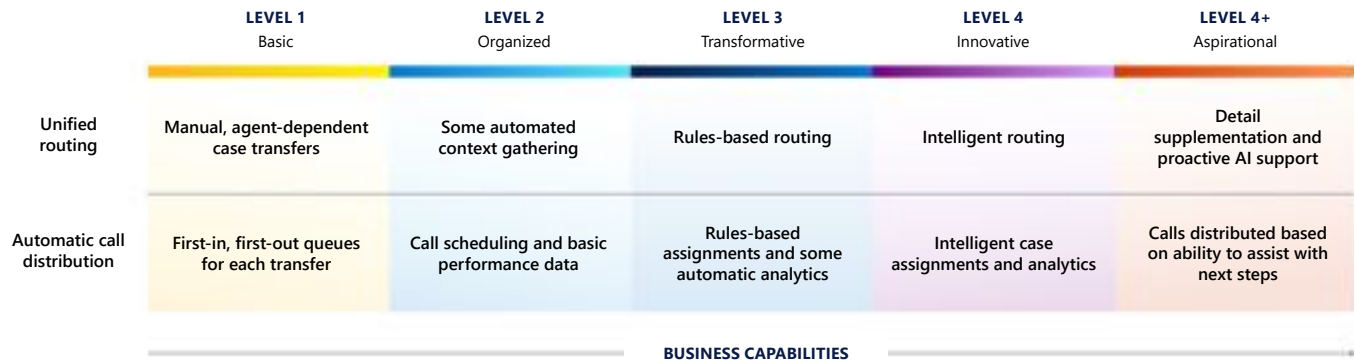 LEVEL 1
Basic
LEVEL 2
Organized
LEVEL 3
Transformative
LEVEL 4
Innovative
LEVEL 4+
Aspirational
Unified
routing
Manual, agent-dependent
case transfers
Some automated
context gathering
Rules-based routing
Intelligent routing
Detail
supplementation and
proactive AI support
Automatic call
distribution
First-in, first-out queues
for each transfer
Call scheduling and basic
performance data
Rules-based
assignments and some
automatic analytics
Intelligent case
assignments and analytics
Calls distributed based
on ability to assist with
next steps
BUSINESS CAPABILITIES